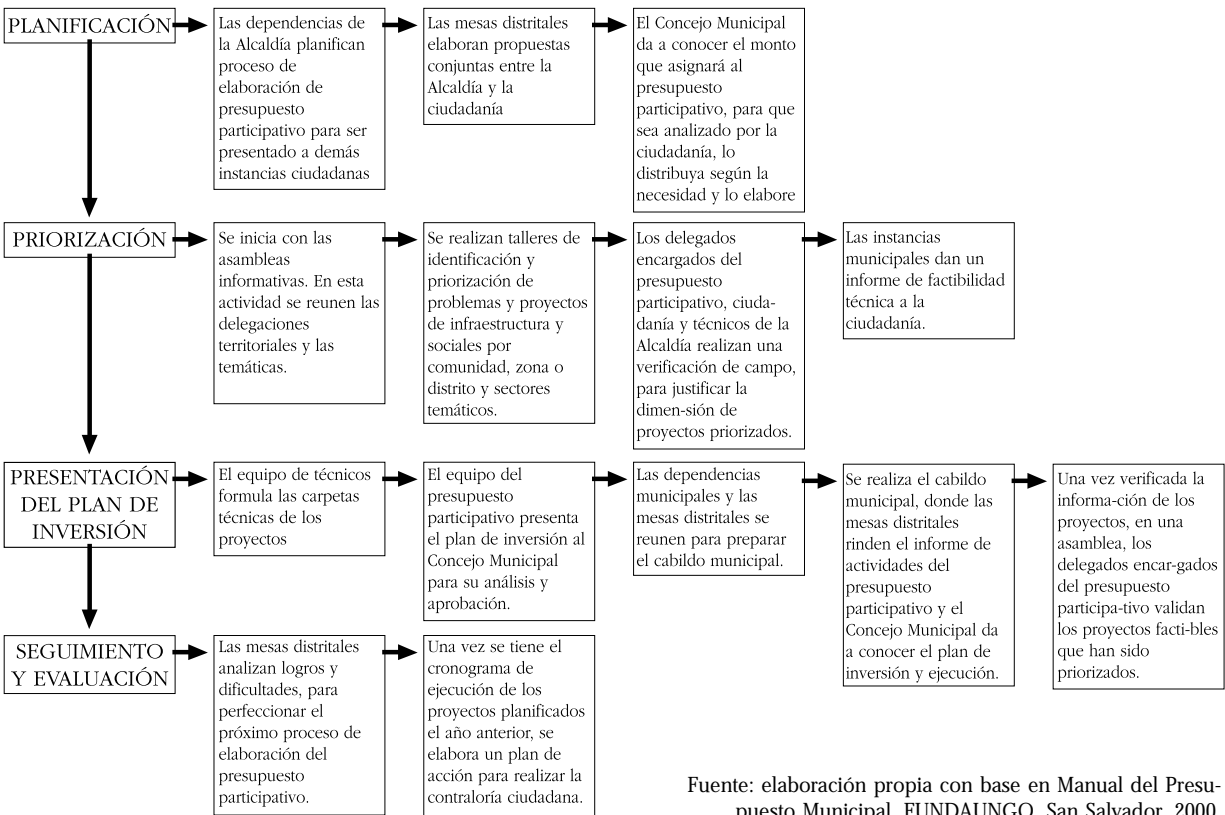 PLANIFICACIÓN
Las dependencias de
la Alcaldía planifican
proceso de
elaboración de
presupuesto
participativo para ser
presentado a demás
instancias ciudadanas
Las mesas distritales
elaboran propuestas
conjuntas entre la
Alcaldía y la
ciudadanía
El Concejo Municipal
da a conocer el monto
que asignará al
presupuesto
participativo, para que
sea analizado por la
ciudadanía, lo
distribuya según la
necesidad y lo elabore
PRIORIZACIÓN
Se inicia con las
asambleas
informativas. En esta
actividad se reunen las
delegaciones
territoriales y las
temáticas.
Se realizan talleres de
identificación y
priorización de
problemas y proyectos
de infraestructura y
sociales por
comunidad, zona o
distrito y sectores
temáticos.
Los delegados
encargados del
presupuesto
participativo, ciuda-
danía y técnicos de la
Alcaldía realizan una
verificación de campo,
para justificar la
dimen-sión de
proyectos priorizados.
Las instancias
municipales dan un
informe de factibilidad
técnica a la
ciudadanía.
PRESENTACIÓN
DEL PLAN DE
INVERSIÓN
El equipo de técnicos
formula las carpetas
técnicas de los
proyectos
El equipo del
presupuesto
participativo presenta
el plan de inversión al
Concejo Municipal
para su análisis y
aprobación.
Las dependencias
municipales y las
mesas distritales se
reunen para preparar
el cabildo municipal.
Se realiza el cabildo
municipal, donde las
mesas distritales
rinden el informe de
actividades del
presupuesto
participativo y el
Concejo Municipal da
a conocer el plan de
inversión y ejecución.
Una vez verificada la
informa-ción de los
proyectos, en una
asamblea, los
delegados encar-gados
del presupuesto
participa-tivo validan
los proyectos facti-bles
que han sido
priorizados.
SEGUIMIENTO
Y EVALUACIÓN
Las mesas distritales
analizan logros y
dificultades, para
perfeccionar el
próximo proceso de
elaboración del
presupuesto
participativo.
Una vez se tiene el
cronograma de
ejecución de los
proyectos planificados
el año anterior, se
elabora un plan de
acción para realizar la
contraloría ciudadana.
Fuente: elaboración propia con base en Manual del Presu-
puesto Municipal, FUNDAUNGO, San Salvador, 2000.